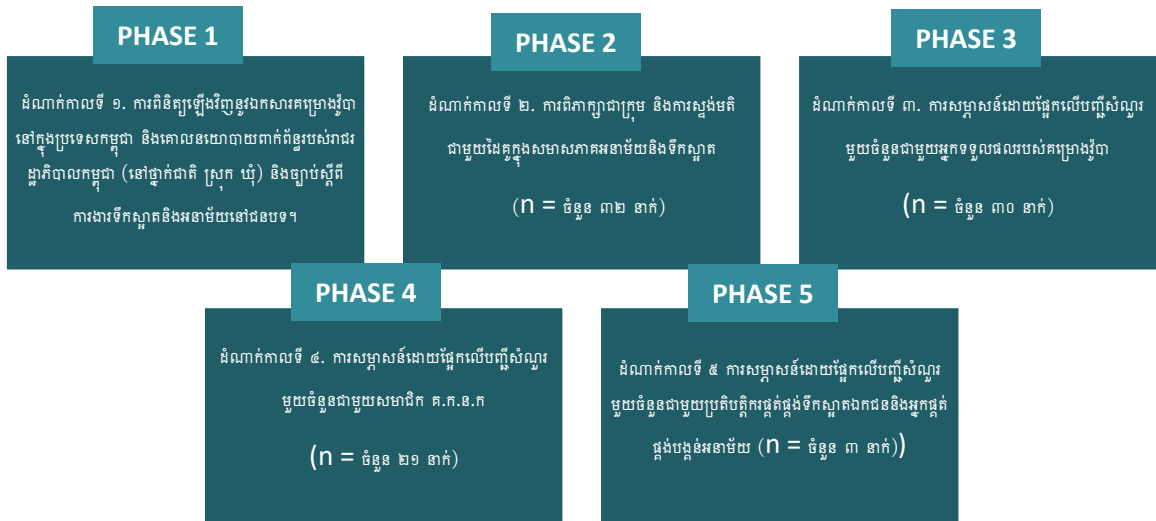 PHASE 1
ដំណាក់កាលទី ១. ការពិនិត្យឡើងវិញនូវឯកសារគម្រោងវ៉ូបា
នៅក្នុងប្រទេសកម្ពុជា និងគោលនយោបាយពាក់ព័ន្ធរបស់រាជរ
ដ្ឋាភិបាលកម្ពុជា (នៅថ្នាក់ជាតិ ស្រុក ឃុំ) និងច្បាប់ស្តីពី
ការងារទឹកស្អាតនិងអនាម័យនៅជនបទ។
PHASE 2
ដំណាក់កាលទី ២. ការពិភាក្សាជាក្រុម និងការស្ទង់មតិ
ជាមួយដៃគូក្នុងសមាសភាគអនាម័យនិងទឹកស្អាត
(n = ចំនួន ៣២ នាក់)
PHASE 3
ដំណាក់កាលទី ៣. ការសម្ភាសន៍ដោយផ្អែកលើបញ្ជីសំណួរ
មួយចំនួនជាមួយអ្នកទទួលផលរបស់គម្រោងវ៉ូបា
(n = ចំនួន ៣០ នាក់)
PHASE 4
ដំណាក់កាលទី ៤. ការសម្ភាសន៍ដោយផ្អែកលើបញ្ជីសំណួរ
មួយចំនួនជាមួយសមាជិក គ.ក.ន.ក
(n = ចំនួន ២១ នាក់)
PHASE 5
ដំណាក់កាលទី ៥ ការសម្ភាសន៍ដោយផ្អែកលើបញ្ជីសំណួរ
មួយចំនួនជាមួយប្រតិបត្តិករផ្គត់ផ្គង់ទឹកស្អាតឯកជននិងអ្នកផ្គត់
ផ្គង់បង្គន់អនាម័យ (n = ចំនួន ៣ នាក់))